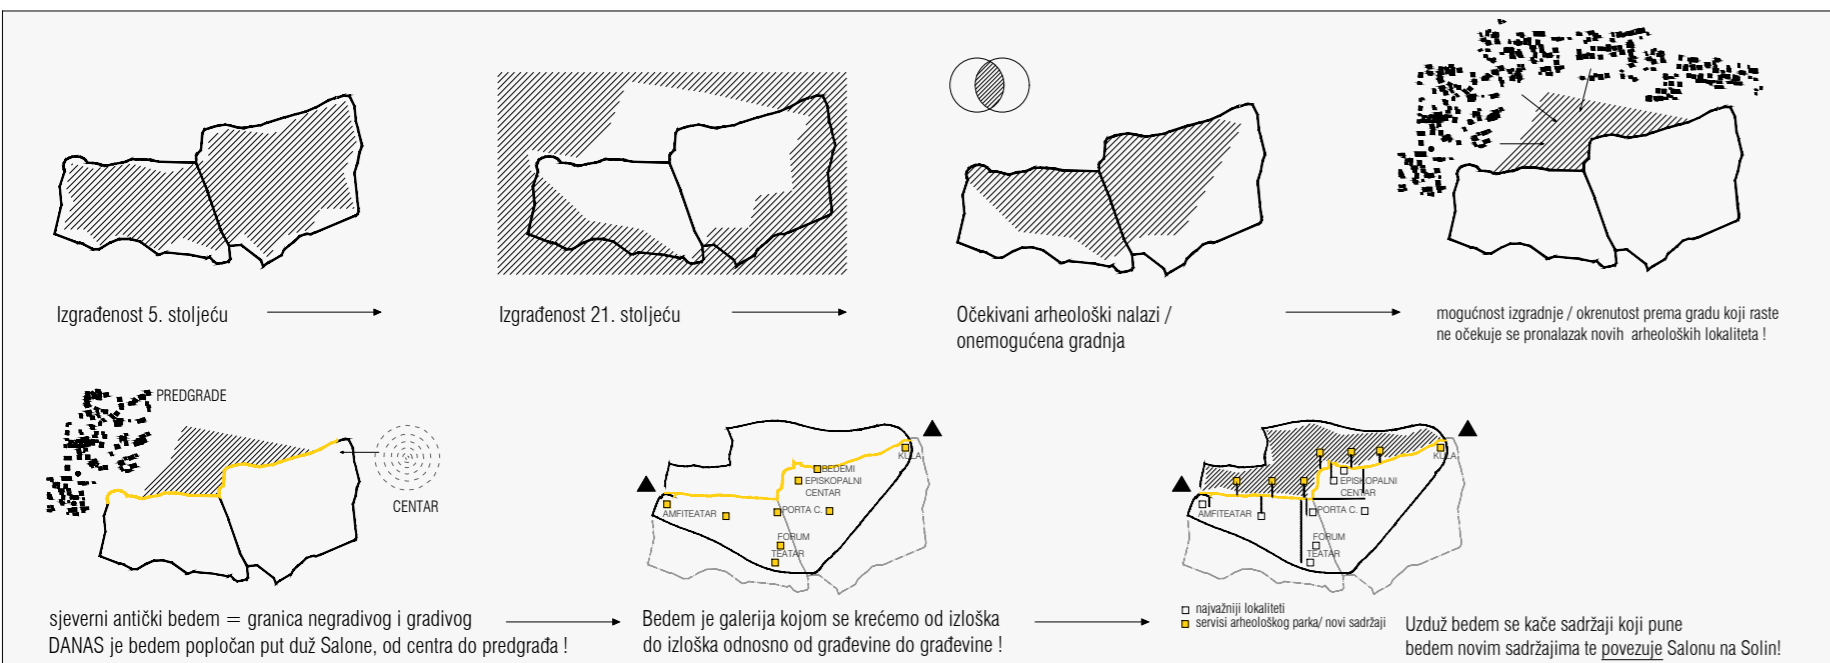 Izgrađenost 5. stoljeću
Izgrađenost 21. stoljeću
Očekivani arheološki nalazi /
onemogućena gradnja
mogućnost izgradnje / okrenutost prema gradu koji raste
ne očekuje se pronalazak novih arheoloških lokaliteta !
PREDGRAĐE
CENTAR
sjeverni antički bedem = granica negradivog i gradivog
DANAS je bedem popločan put duž Salone, od centra do predgrađa !
KULA
BEDEMI
EPISKOPALNI
CENTAR
AMFITEATAR
PORTA C.
FORUM
TEATAR
Bedem je galerija kojom se krećemo od izloška
do izloška odnosno od građevine do građevine !
KULA
EPISKOPALNI
CENTAR
AMFITEATAR
PORTA C.
FORUM
TEATAR
najvažniji lokaliteti
servisi arheološkog parka/ novi sadržaji
Uzduž bedem se kače sadržaji koji pune
bedem novim sadržajima te povezuje Salonu na Solin!